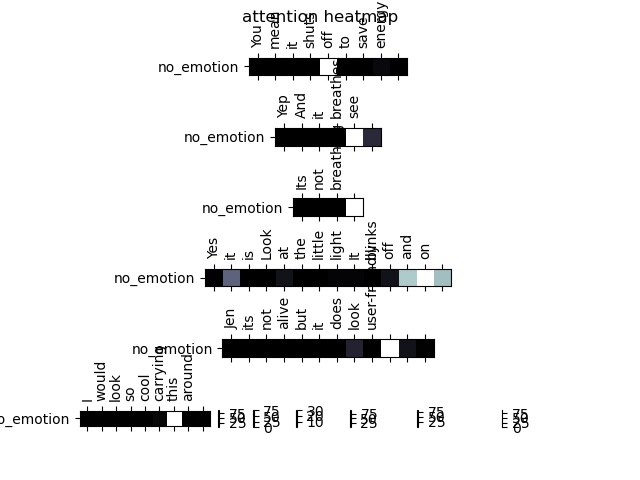 attention heatmap
You mean it shuts off to save energy
no_emotion
Yep And it breathes see
no_emotion
Its not breathing
no_emotion
Yes it is Look at the little light It blinks off and on
no_emotion
Jen its not alive but it does look user-friendly
no_emotion
I would look so cool carrying this around
o_emotion
75 75 30 75 75 75
50 50 20 50 50 50
25 25 10 25 25 25
0 0